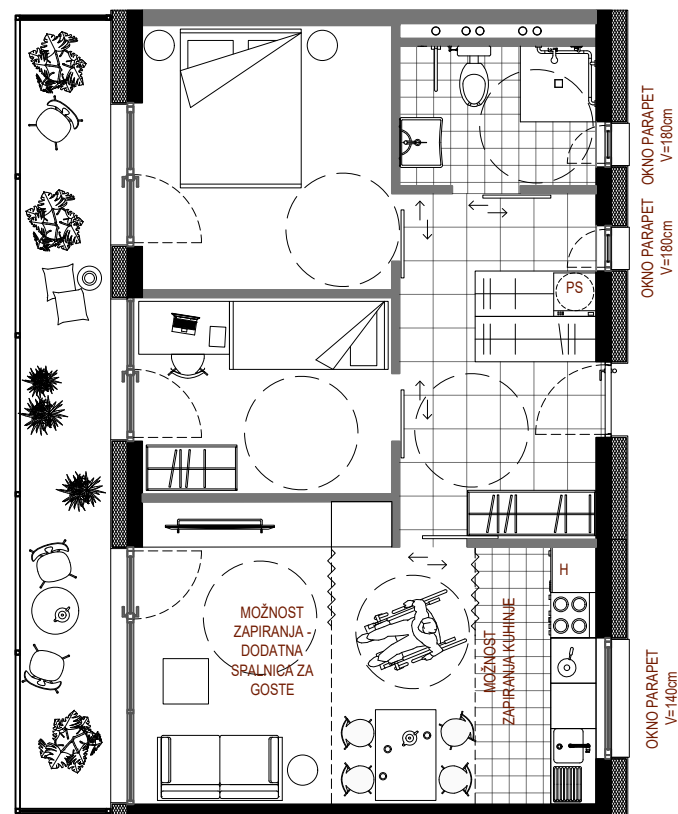 OKNO PARAPET
V=180cm
OKNO PARAPET
V=180cm
PS
H
MOŽNOST
ZAPIRANJA -
DODATNA
SPALNICA ZA
GOSTE
MOŽNOST
ZAPIRANJA KUHINJE
OKNO PARAPET
V=140cm